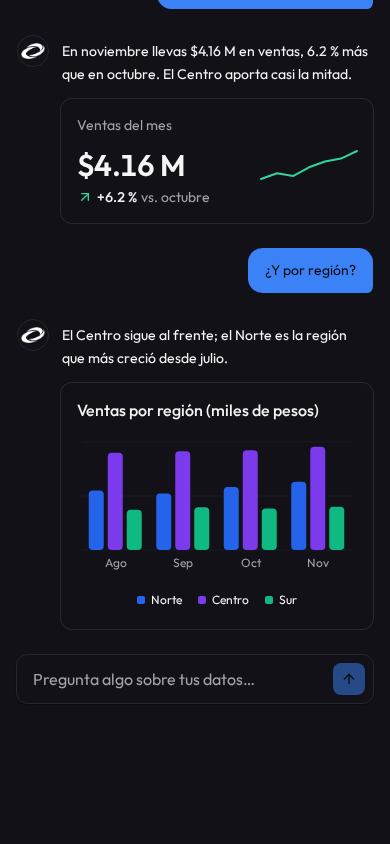 En noviembre llevas $4.16 M en ventas, 6.2 % más
que en octubre. El Centro aporta casi la mitad.
Ventas del mes
$4.16 M
+6.2 % vs. octubre
¿Y por región?
El Centro sigue al frente; el Norte es la región
que más creció desde julio.
Ventas por región (miles de pesos)
Ago Sep Oct Nov
Norte Centro Sur
Pregunta algo sobre tus datos...